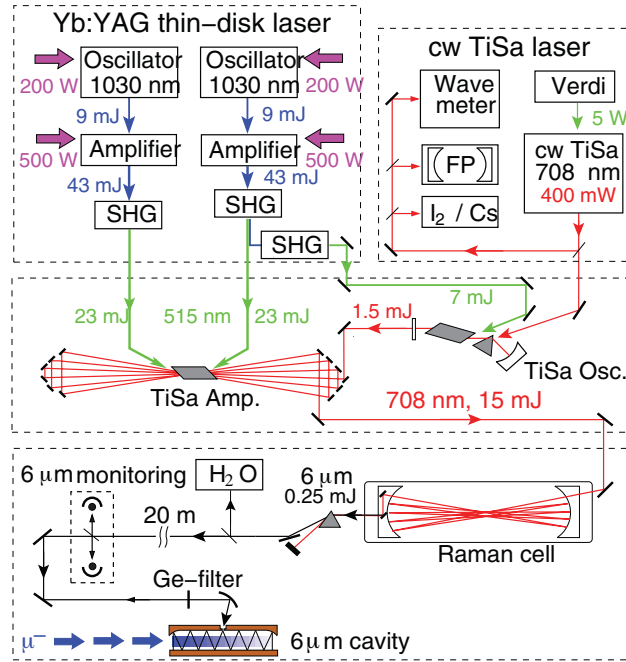 Yb:YAG thin−disk laser
cw TiSa laser
Oscillator
1030 nm
Oscillator
1030 nm
200 W
200 W
9 mJ
9 mJ
500 W
Amplifier
Amplifier
500 W
43 mJ
43 mJ
SHG
SHG
SHG
Wave
meter
Verdi
5 W
FP
cw TiSa
708 nm
400 mW
I2 / Cs
23 mJ
515 nm
23 mJ
7 mJ
1.5 mJ
TiSa Osc.
TiSa Amp.
708 nm, 15 mJ
6 μm monitoring
H2O
6 μm
0.25 mJ
20 m
Raman cell
Ge−filter
μ−
6 μm cavity